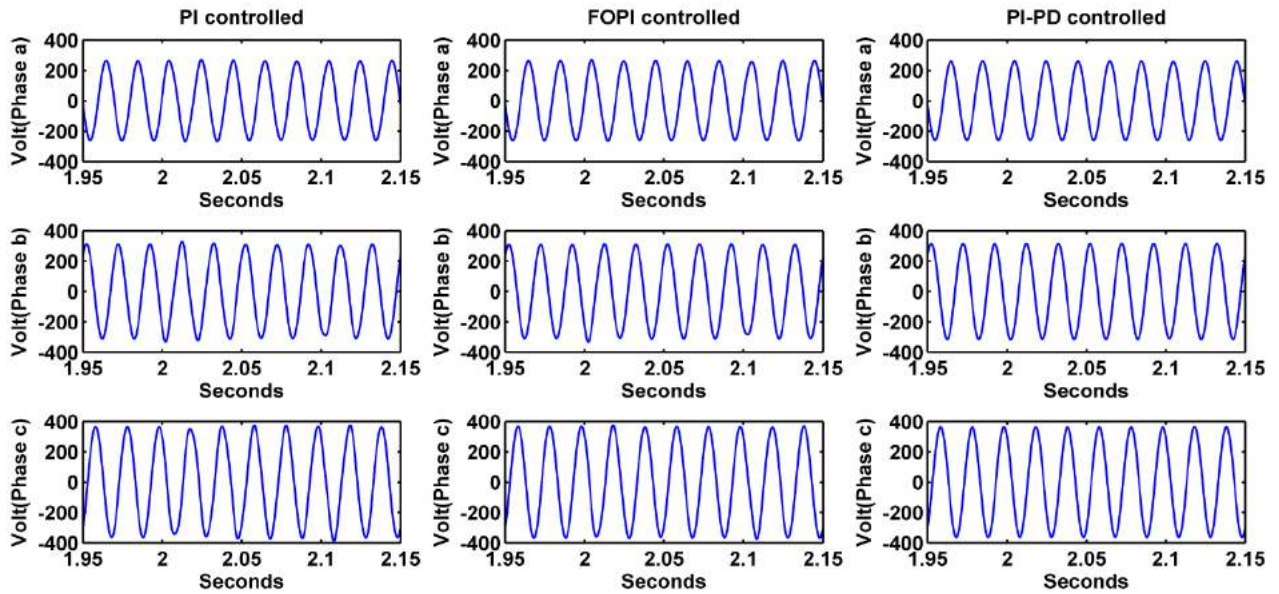 PI controlled
FOPI controlled
PI-PD controlled
Volt(Phase a)
400
200
0
-200
-400
1.95 2 2.05 2.1 2.15
Seconds
Volt(Phase a)
400
200
0
-200
-400
1.95 2 2.05 2.1 2.15
Seconds
Volt(Phase a)
400
200
0
-200
-400
1.95 2 2.05 2.1 2.15
Seconds
Volt(Phase b)
400
200
0
-200
-400
1.95 2 2.05 2.1 2.15
Seconds
Volt(Phase b)
400
200
0
-200
-400
1.95 2 2.05 2.1 2.15
Seconds
Volt(Phase b)
400
200
0
-200
-400
1.95 2 2.05 2.1 2.15
Seconds
Volt(Phase c)
400
200
0
-200
-400
1.95 2 2.05 2.1 2.15
Seconds
Volt(Phase c)
400
200
0
-200
-400
1.95 2 2.05 2.1 2.15
Seconds
Volt(Phase c)
400
200
0
-200
-400
1.95 2 2.05 2.1 2.15
Seconds